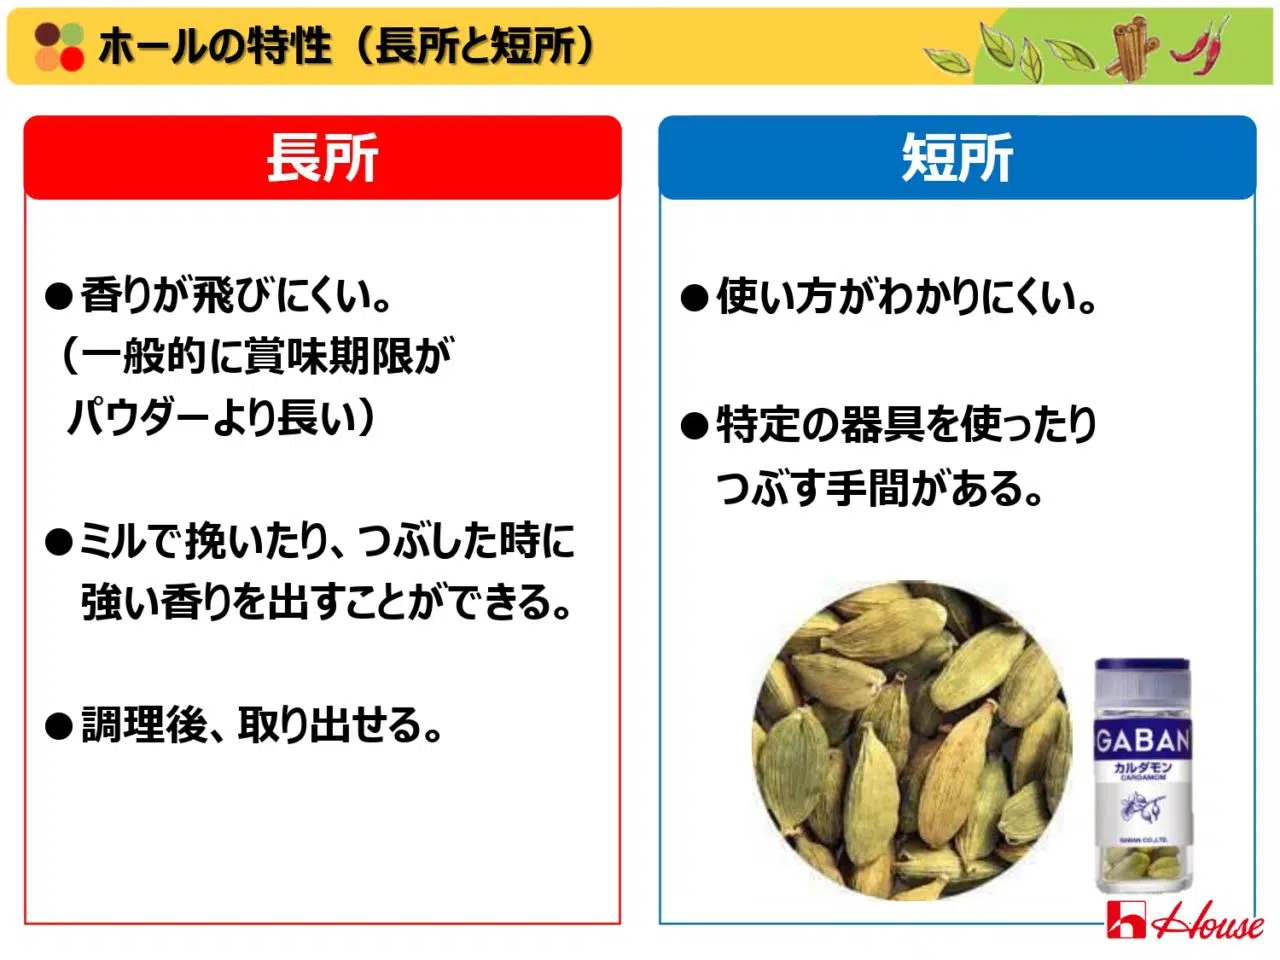 ホールの特性（長所と短所）
長所
●香りが飛びにくい。
（一般的に賞味期限が
パウダーより長い）
●ミルで挽いたり、つぶした時に
強い香りを出すことができる。
●調理後、取り出せる。
短所
●使い方がわかりにくい。
●特定の器具を使ったり
つぶす手間がある。
GABAN
カルダモン
CARDAMOM
GABAN CO.,LTD.
House